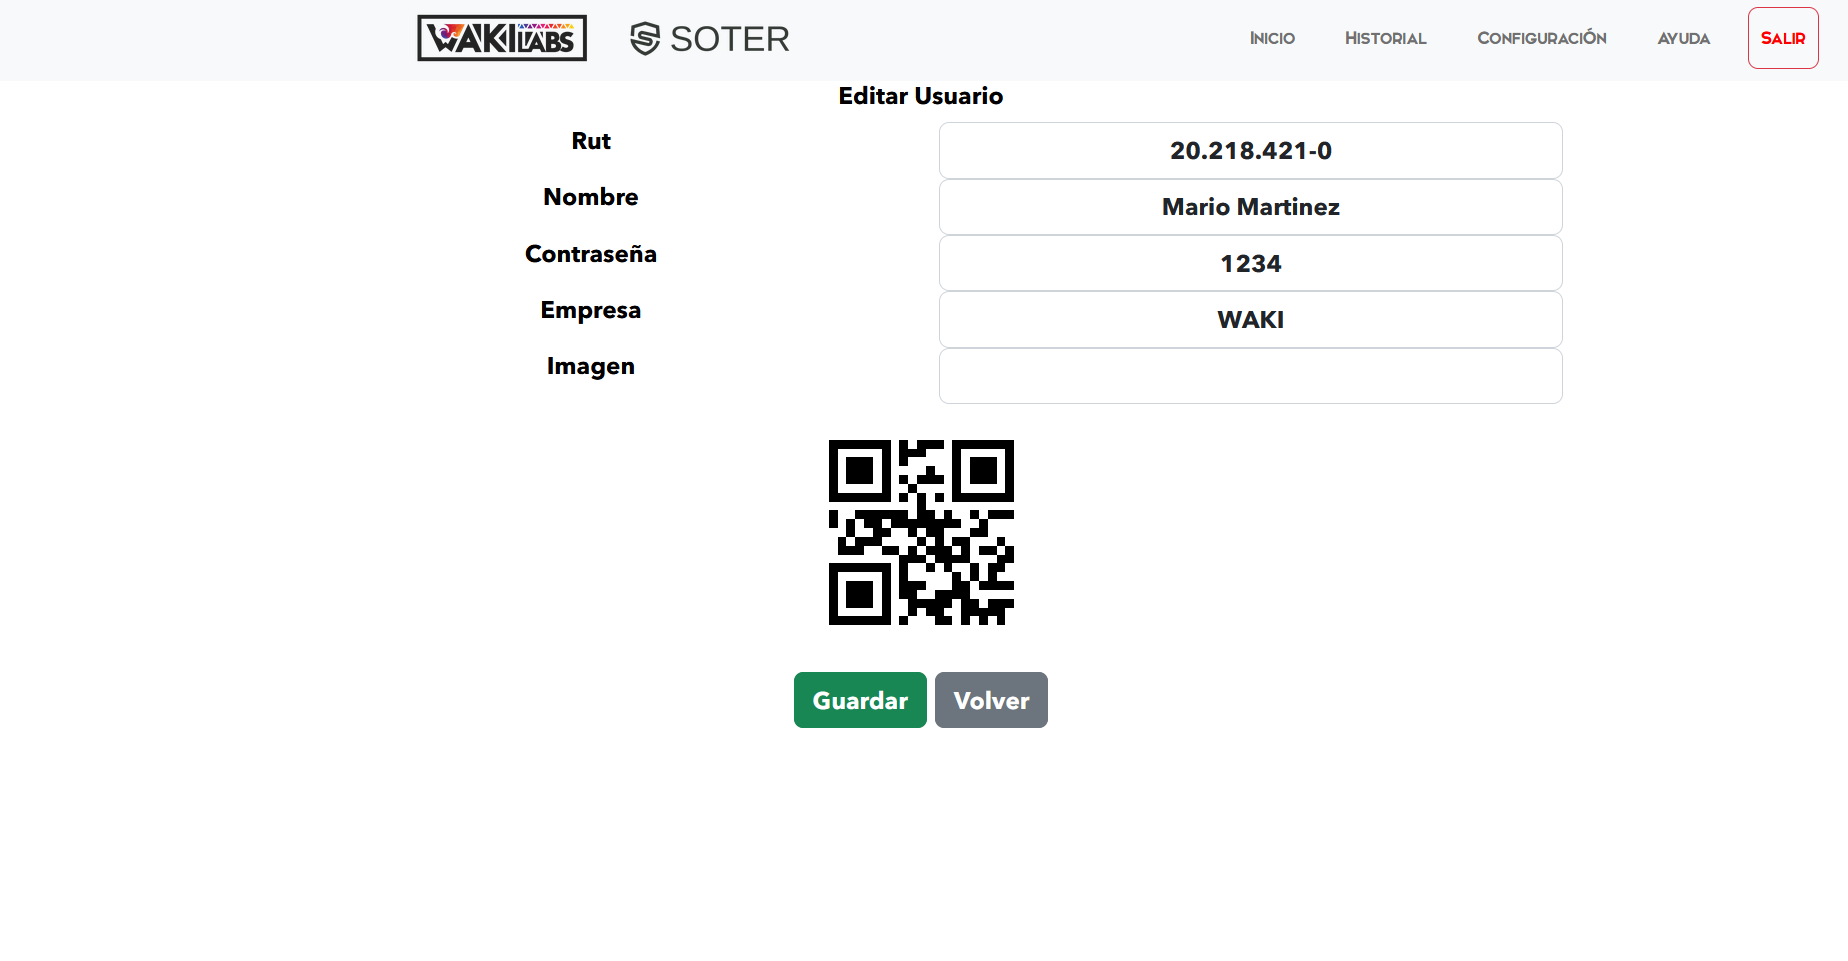 WAKI LABS SOTER INICIO HISTORIAL CONFIGURACIÓN AYUDA SALIR
Editar Usuario
Rut 20.218.421-0
Nombre Mario Martinez
Contraseña 1234
Empresa WAKI
Imagen
Guardar Volver